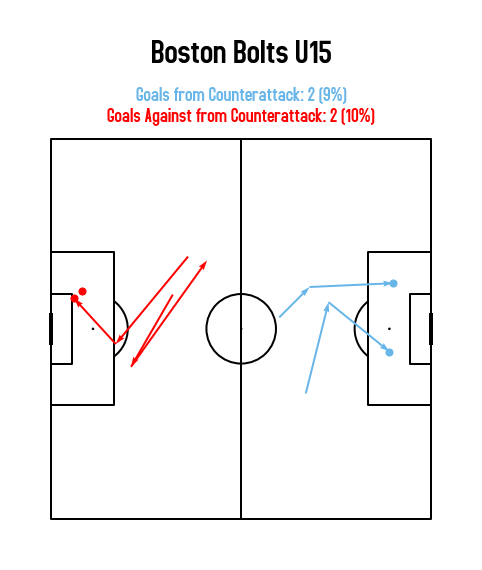 Boston Bolts U15
Goals from Counterattack: 2 (9%)
Goals Against from Counterattack: 2 (10%)